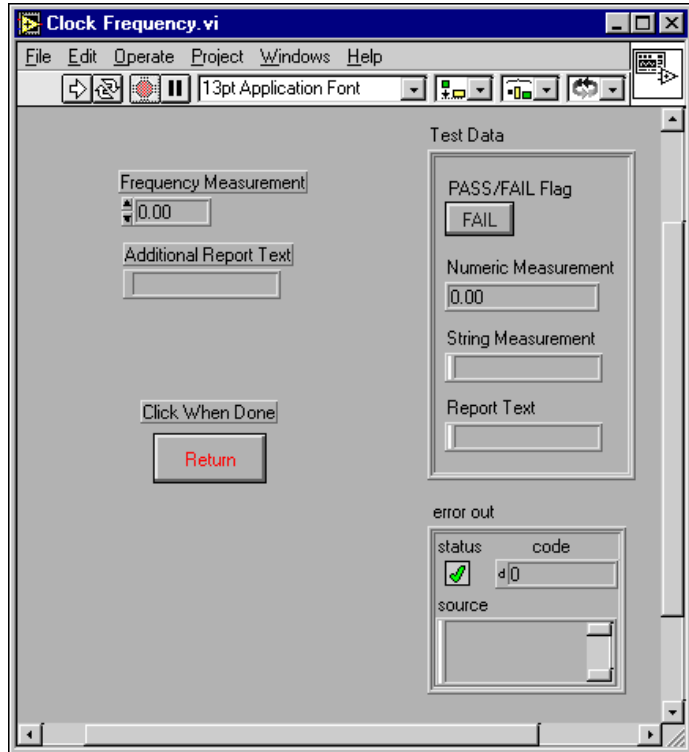 Clock Frequency.vi
File Edit Operate Project Windows Help
13pt Application Font
Test Data
Frequency Measurement
0.00
Additional Report Text
PASS/FAIL Flag
FAIL
Numeric Measurement
0.00
String Measurement
Click When Done
Return
Report Text
error out
status code
d 0
source